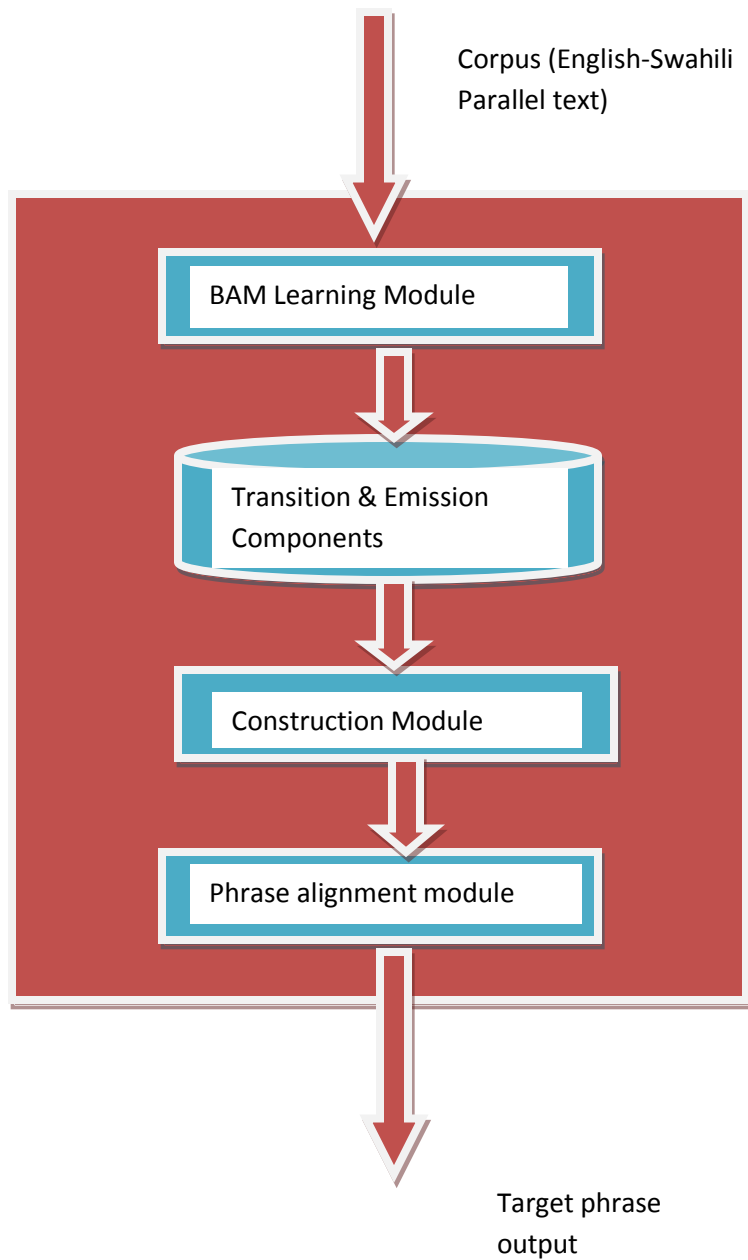 Corpus (English-Swahili
Parallel text)
BAM Learning Module
Transition & Emission
Components
Construction Module
Phrase alignment module
Target phrase
output